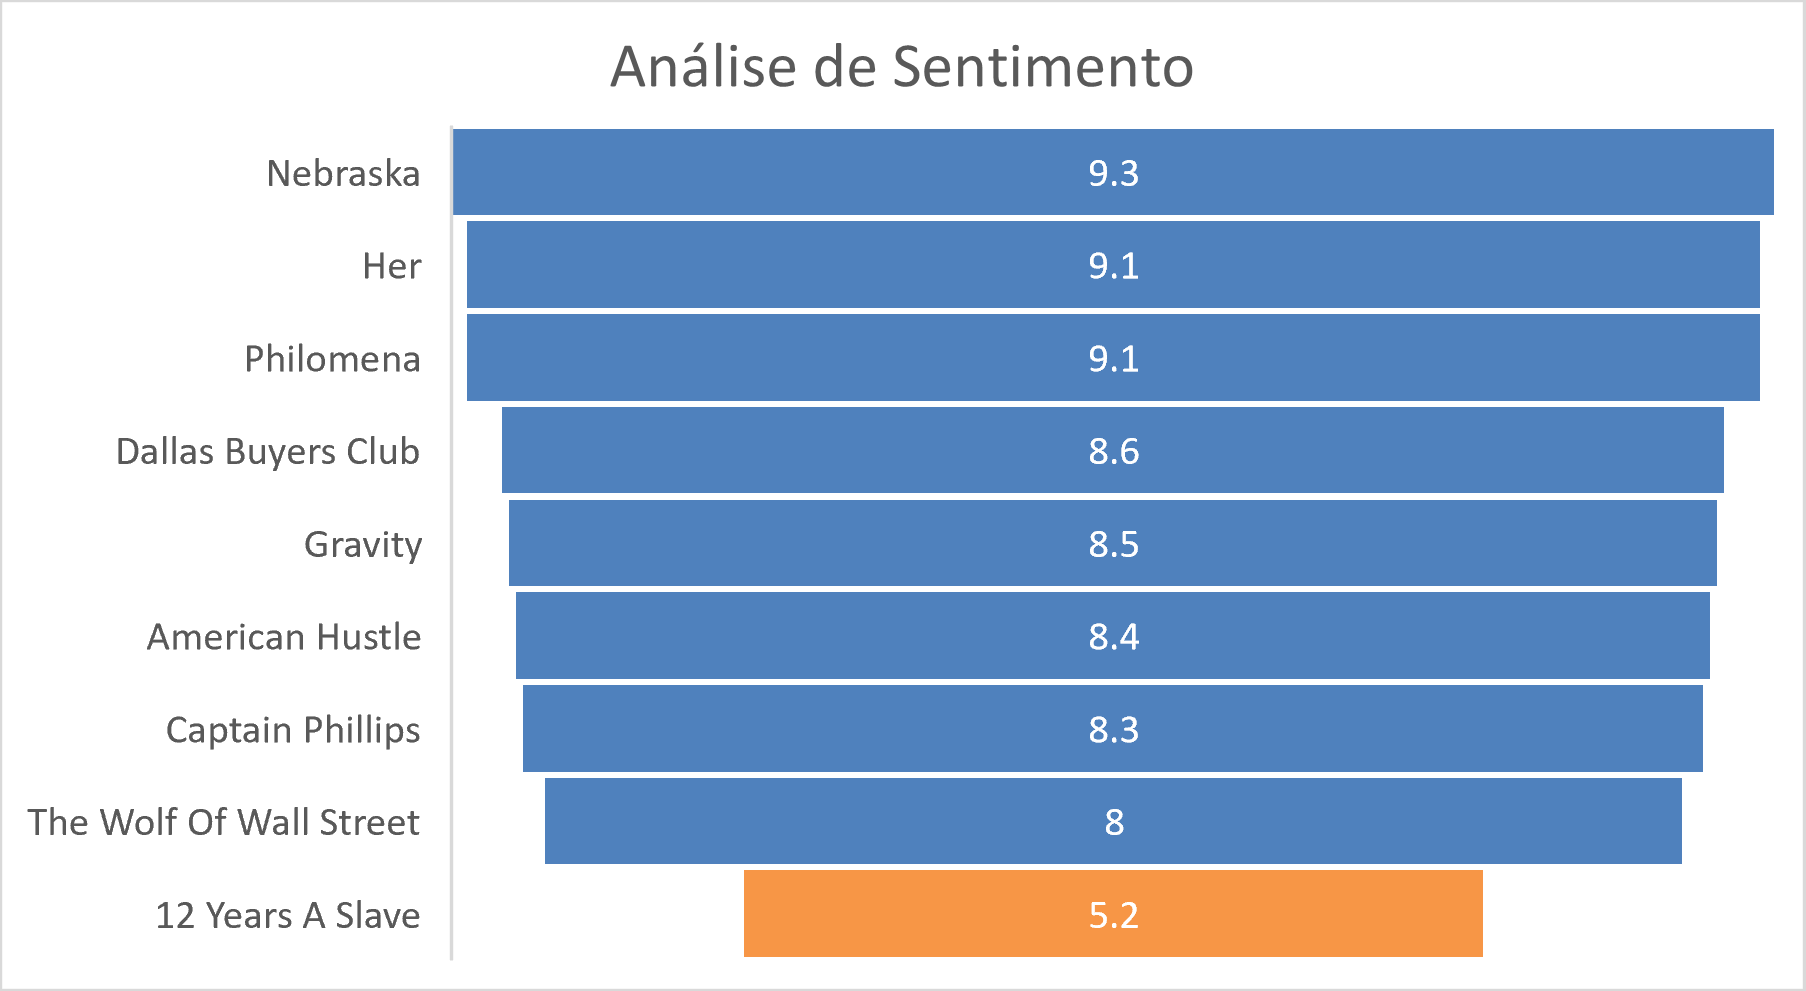 Análise de Sentimento
Nebraska 9.3
Her 9.1
Philomena 9.1
Dallas Buyers Club 8.6
Gravity 8.5
American Hustle 8.4
Captain Phillips 8.3
The Wolf Of Wall Street 8
12 Years A Slave 5.2